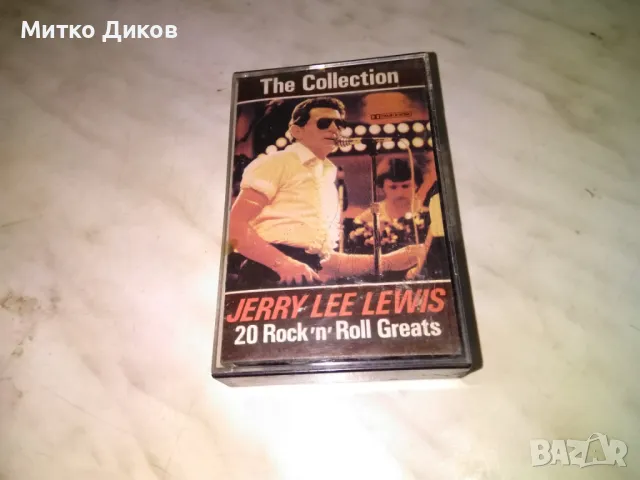 Митко Диков
The Collection
JERRY LEE LEWIS
20 Rock 'n' Roll Greats
BAZAR